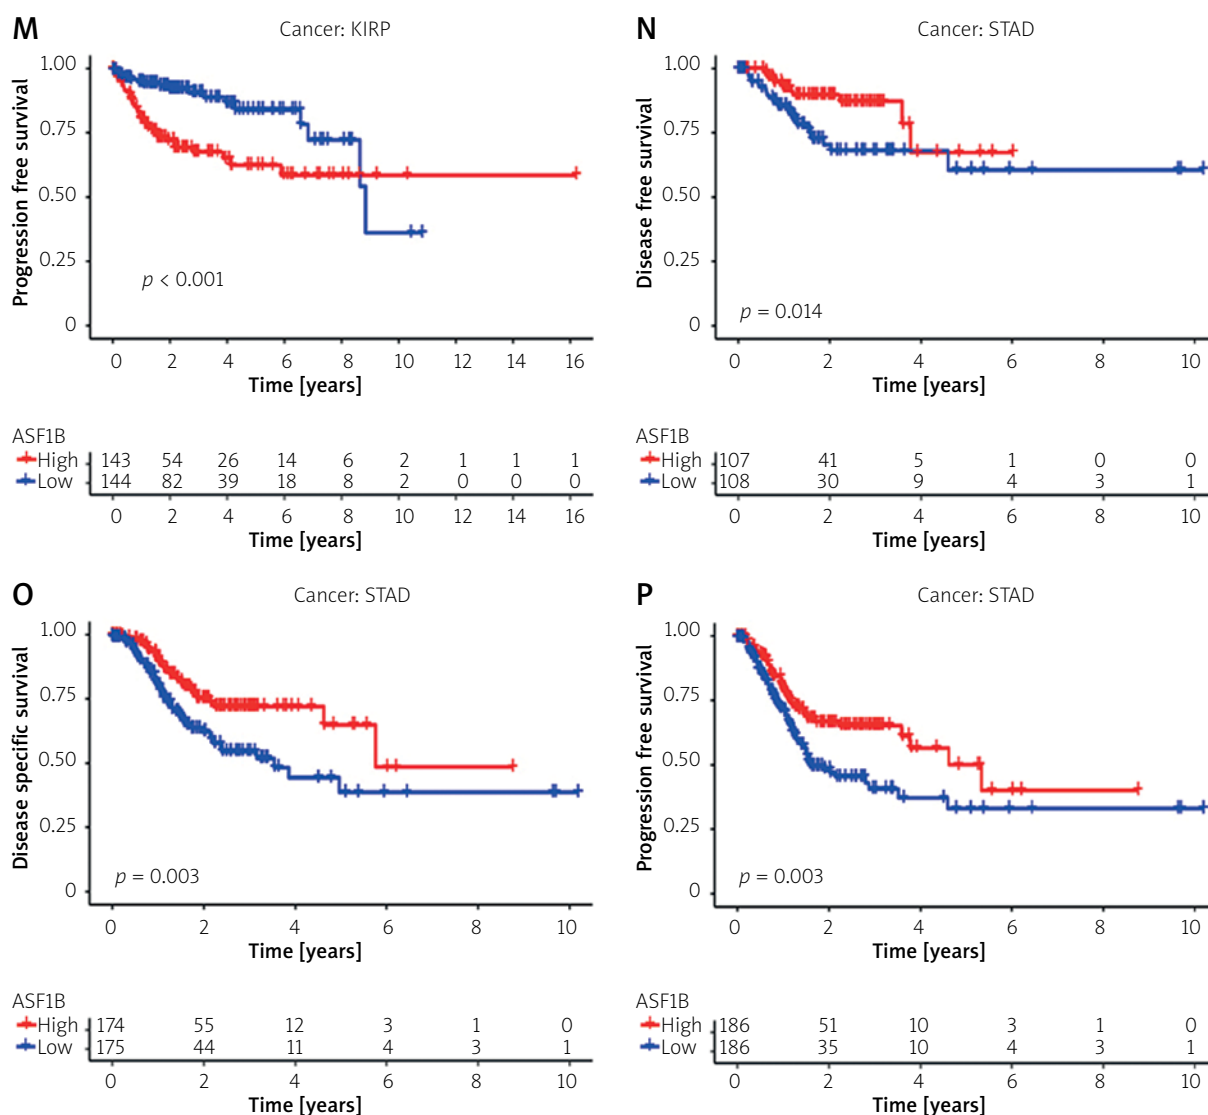 M
Cancer: KIRP
Progression free survival
1.00
0.75
0.50
0.25
0
p < 0.001
0 2 4 6 8 10 12 14 16
Time [years]
ASF1B
High 143 54 26 14 6 2 1 1 1
Low 144 82 39 18 8 2 0 0 0
0 2 4 6 8 10 12 14 16
Time [years]
N
Cancer: STAD
Disease free survival
1.00
0.75
0.50
0.25
0
p = 0.014
0 2 4 6 8 10
Time [years]
ASF1B
High 107 41 5 1 0 0
Low 108 30 9 4 3 1
0 2 4 6 8 10
Time [years]
O
Cancer: STAD
Disease specific survival
1.00
0.75
0.50
0.25
0
p = 0.003
0 2 4 6 8 10
Time [years]
ASF1B
High 174 55 12 3 1 0
Low 175 44 11 4 3 1
0 2 4 6 8 10
Time [years]
P
Cancer: STAD
Progression free survival
1.00
0.75
0.50
0.25
0
p = 0.003
0 2 4 6 8 10
Time [years]
ASF1B
High 186 51 10 3 1 0
Low 186 35 10 4 3 1
0 2 4 6 8 10
Time [years]